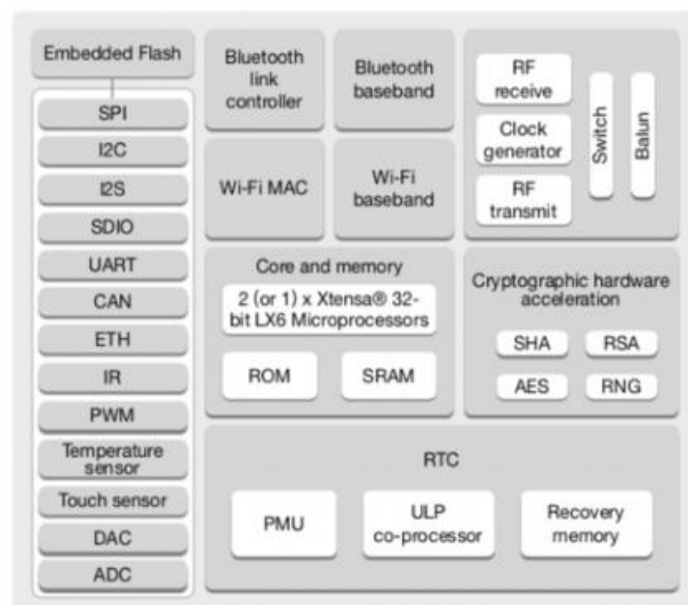 Embedded Flash
SPI
I2C
I2S
SDIO
UART
CAN
ETH
IR
PWM
Temperature
sensor
Touch sensor
DAC
ADC
Bluetooth
link
controller
Bluetooth
baseband
Wi-Fi MAC
Wi-Fi
baseband
RF
receive
Clock
generator
RF
transmit
Switch
Balun
Core and memory
2 (or 1) x Xtensa® 32-
bit LX6 Microprocessors
ROM
SRAM
Cryptographic hardware
acceleration
SHA
RSA
AES
RNG
RTC
PMU
ULP
co-processor
Recovery
memory